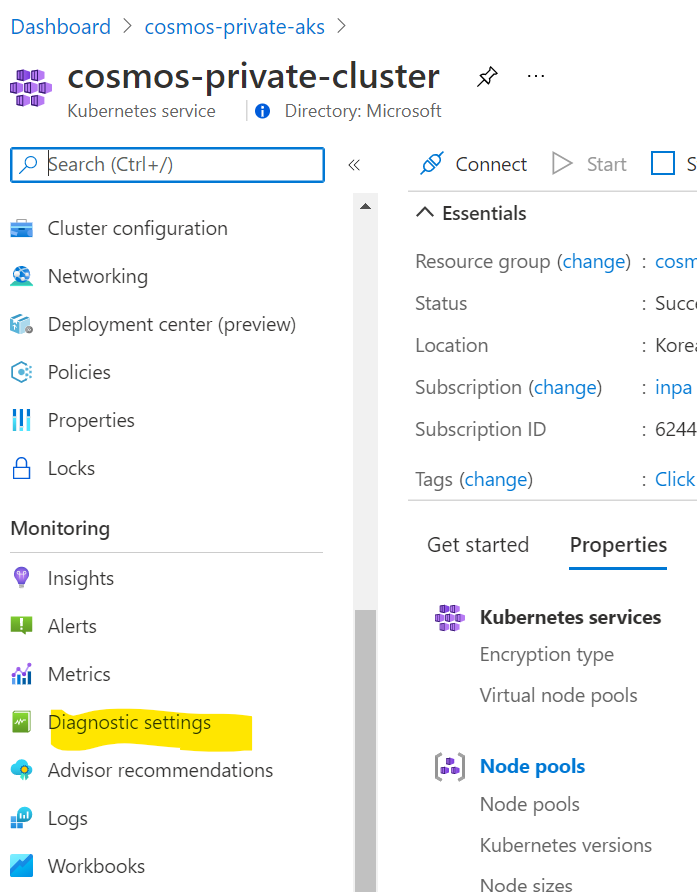 Dashboard > cosmos-private-aks >
cosmos-private-cluster ...
Kubernetes service Directory: Microsoft
Search (Ctrl+/) «
Cluster configuration
Networking
Deployment center (preview)
Policies
Properties
Locks
Monitoring
Insights
Alerts
Metrics
Diagnostic settings
Advisor recommendations
Logs
Workbooks
Connect Start S
Essentials
Resource group (change) : cosm
Status : Succe
Location : Korea
Subscription (change) : inpa
Subscription ID : 6244
Tags (change) : Click
Get started Properties
Kubernetes services
Encryption type
Virtual node pools
Node pools
Node pools
Kubernetes versions
Node sizes